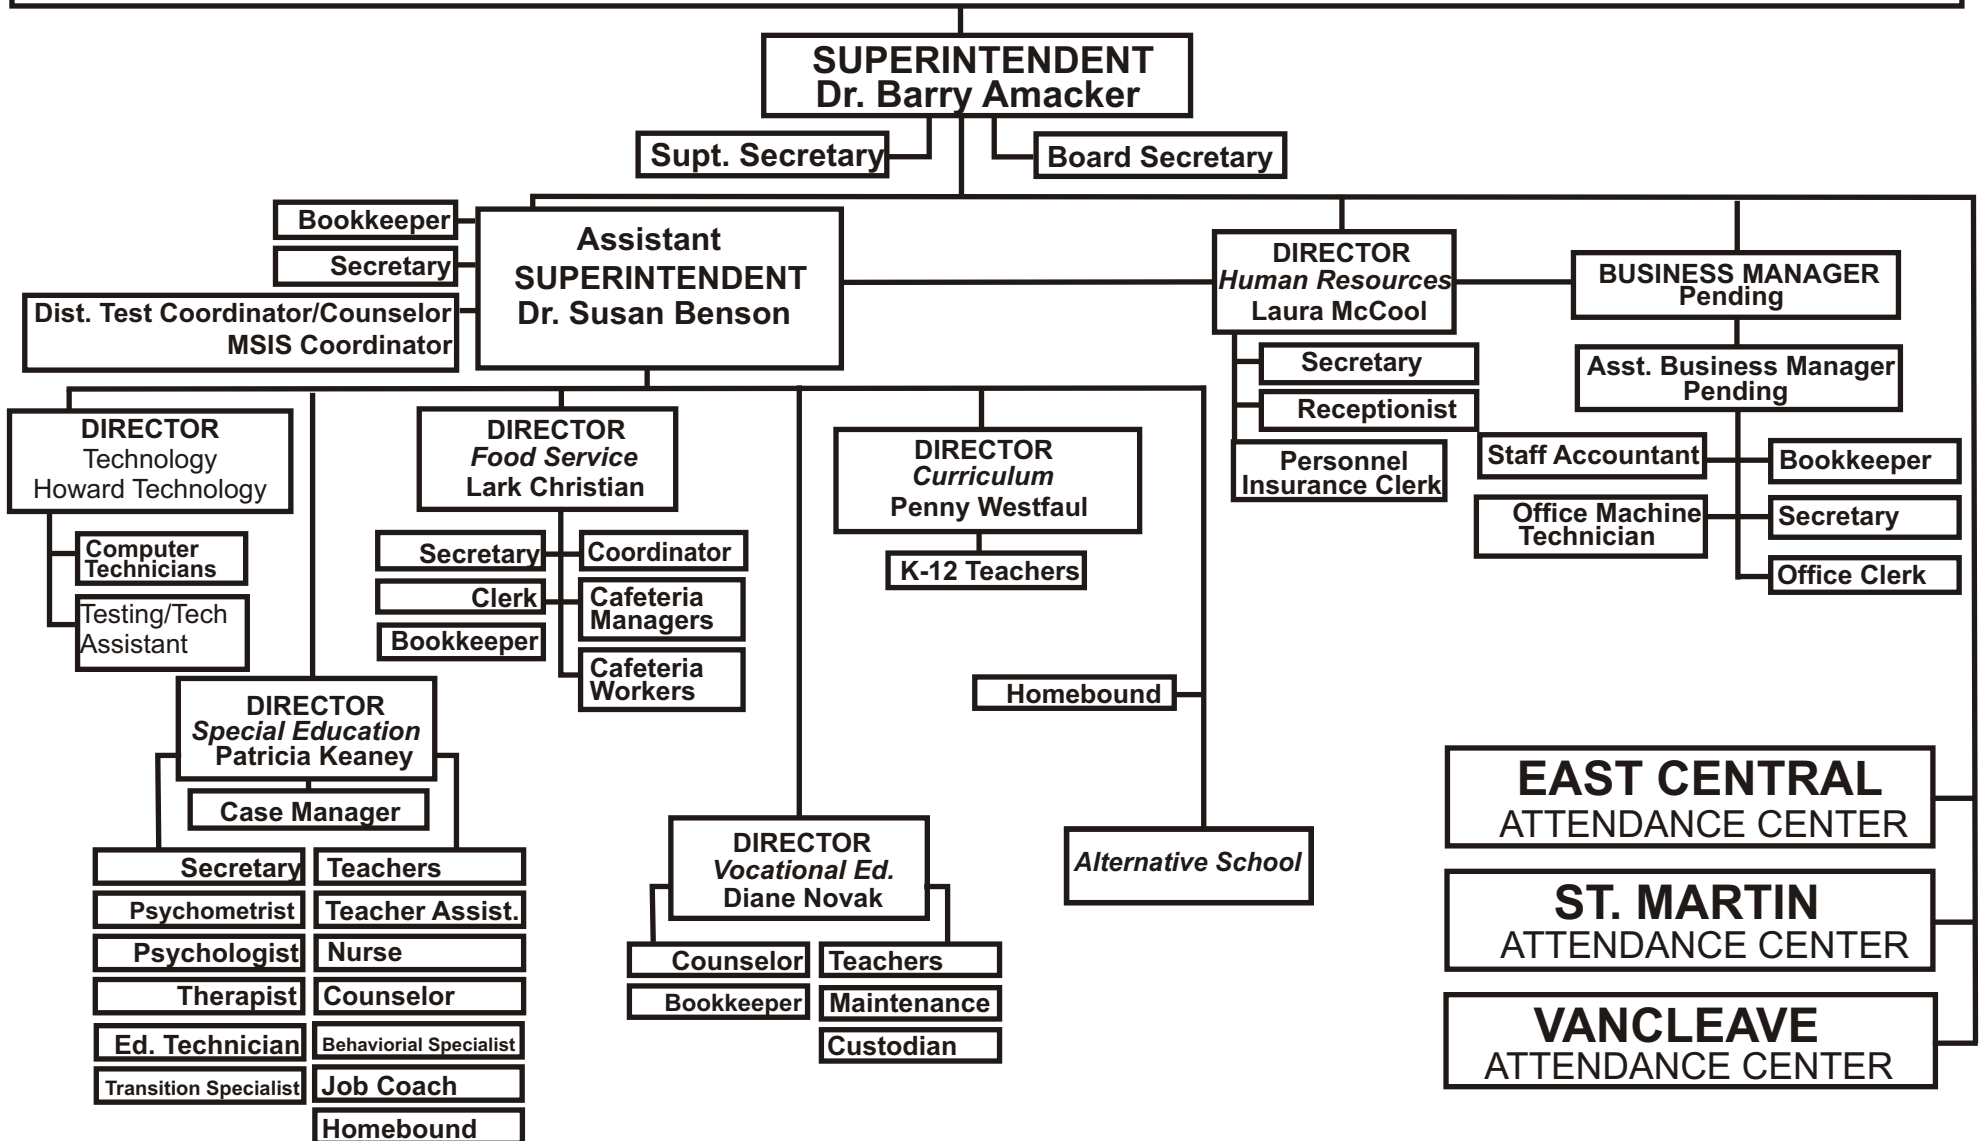 SUPERINTENDENT
Dr. Barry Amacker
Supt. Secretary
Board Secretary
Bookkeeper
Secretary
Dist. Test Coordinator/Counselor
MSIS Coordinator
Assistant
SUPERINTENDENT
Dr. Susan Benson
DIRECTOR
Human Resources
Laura McCool
BUSINESS MANAGER
Pending
Secretary
Receptionist
Personnel
Insurance Clerk
Asst. Business Manager
Pending
Staff Accountant
Bookkeeper
Office Machine
Technician
Secretary
Office Clerk
DIRECTOR
Technology
Howard Technology
Computer
Technicians
Testing/Tech
Assistant
DIRECTOR
Food Service
Lark Christian
Secretary
Coordinator
Clerk
Cafeteria
Managers
Bookkeeper
Cafeteria
Workers
DIRECTOR
Curriculum
Penny Westfaul
K-12 Teachers
Homebound
DIRECTOR
Special Education
Patricia Keaney
Case Manager
Secretary
Teachers
Psychometrist
Teacher Assist.
Psychologist
Nurse
Therapist
Counselor
Ed. Technician
Behaviorial Specialist
Transition Specialist
Job Coach
Homebound
DIRECTOR
Vocational Ed.
Diane Novak
Counselor
Teachers
Bookkeeper
Maintenance
Custodian
Alternative School
EAST CENTRAL
ATTENDANCE CENTER
ST. MARTIN
ATTENDANCE CENTER
VANCLEAVE
ATTENDANCE CENTER